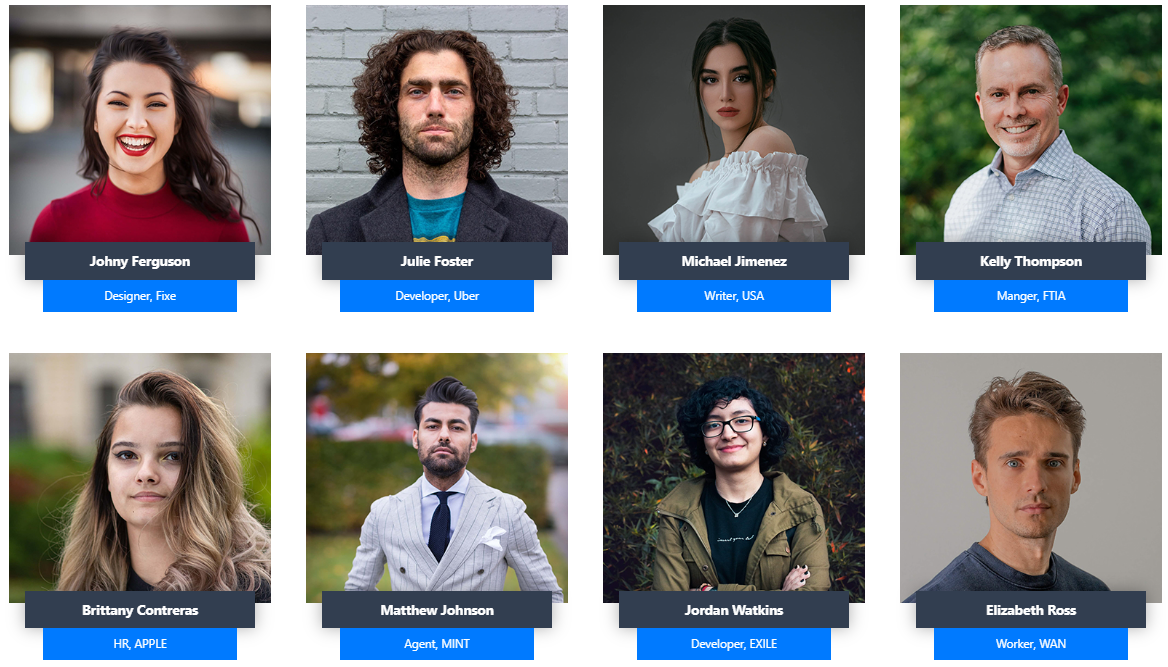 Johny Ferguson
Designer, Fixe
Julie Foster
Developer, Uber
Michael Jimenez
Writer, USA
Kelly Thompson
Manger, FTIA
Brittany Contreras
HR, APPLE
Matthew Johnson
Agent, MINT
Jordan Watkins
Developer, EXILE
Elizabeth Ross
Worker, WAN